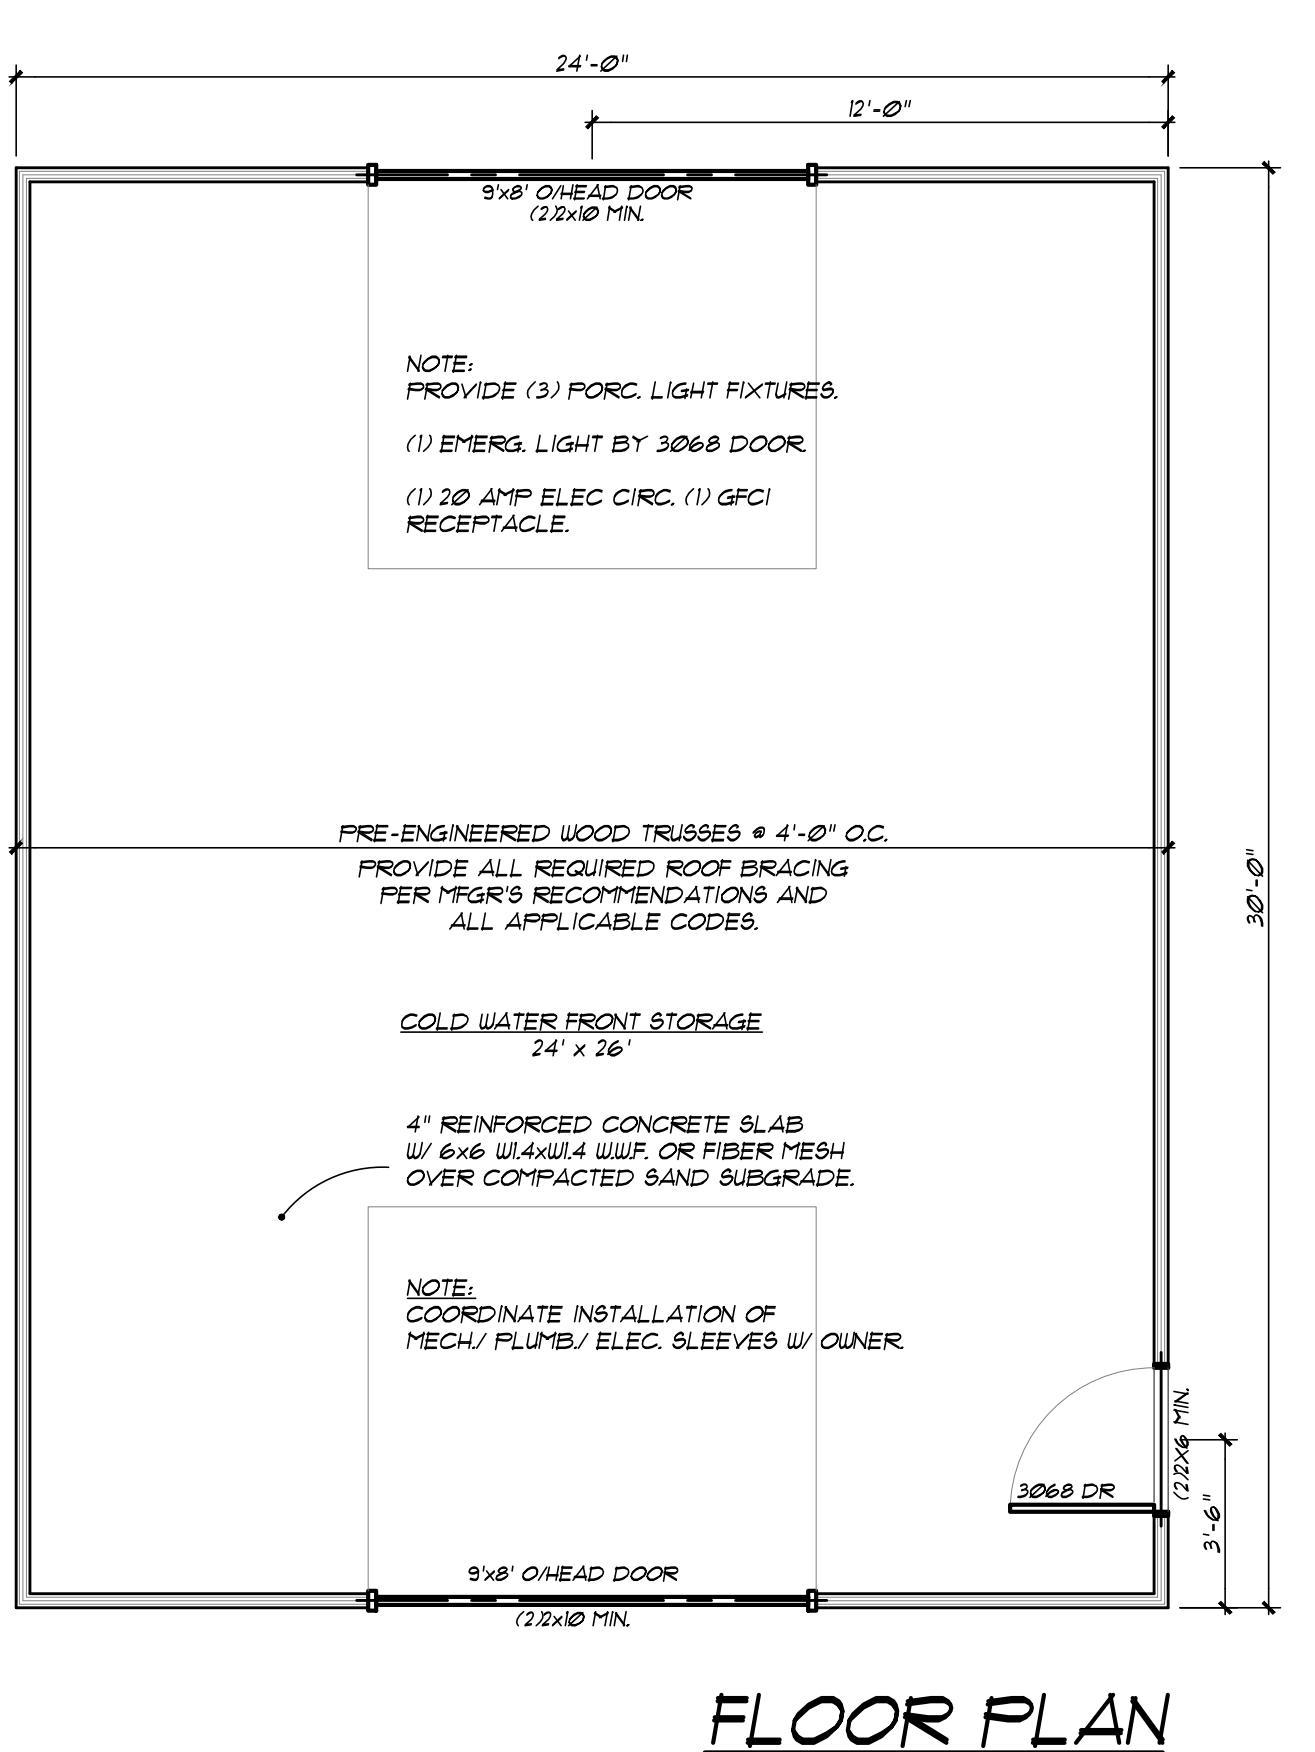 24'-0"
12'-0"
9'x8' O/HEAD DOOR
(2)2x10 MIN.
NOTE:
PROVIDE (3) PORC. LIGHT FIXTURES.
(1) EMERG. LIGHT BY 3068 DOOR.
(1) 20 AMP ELEC CIRC. (1) GFCI
RECEPTACLE.
PRE-ENGINEERED WOOD TRUSSES @ 4'-0" O.C.
PROVIDE ALL REQUIRED ROOF BRACING
PER MFGR'S RECOMMENDATIONS AND
ALL APPLICABLE CODES.
30'-0"
COLD WATER FRONT STORAGE
24' x 26'
4" REINFORCED CONCRETE SLAB
W/ 6x6 W1.4xW1.4 W.W.F. OR FIBER MESH
OVER COMPACTED SAND SUBGRADE.
NOTE:
COORDINATE INSTALLATION OF
MECH./ PLUMB./ ELEC. SLEEVES W/ OWNER.
(2)2X6 MIN.
3068 DR
3'-6"
9'x8' O/HEAD DOOR
(2)2x10 MIN.
FLOOR PLAN